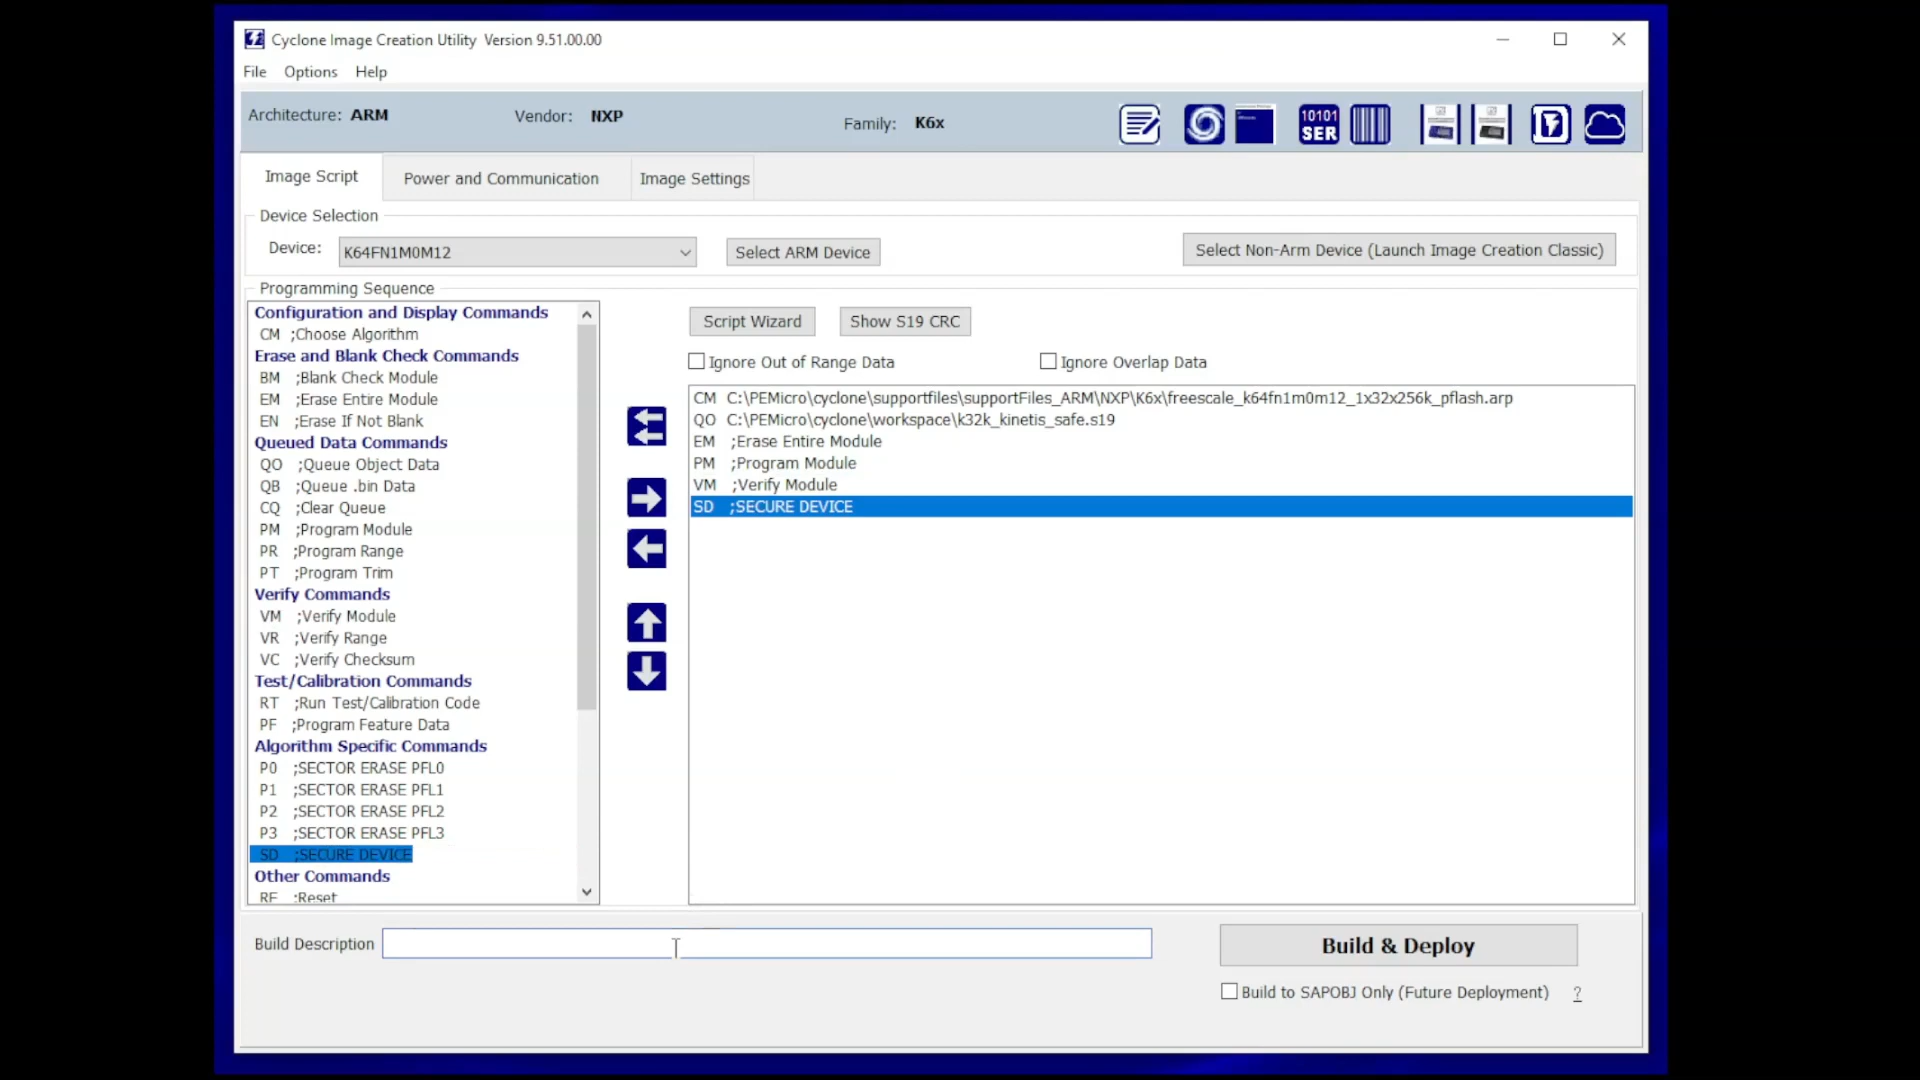 Cyclone Image Creation Utility  Version 9.51.00.00
File Options Help
Architecture: ARM Vendor: NXP Family: K6x
10101
SER
Image Script Power and Communication Image Settings
Device Selection
Device: K64FN1M0M12 Select ARM Device Select Non-Arm Device (Launch Image Creation Classic)
Programming Sequence
Configuration and Display Commands
CM ;Choose Algorithm
Erase and Blank Check Commands
BM ;Blank Check Module
EM ;Erase Entire Module
EN ;Erase If Not Blank
Queued Data Commands
QO ;Queue Object Data
QB ;Queue .bin Data
CQ ;Clear Queue
PM ;Program Module
PR ;Program Range
PT ;Program Trim
Verify Commands
VM ;Verify Module
VR ;Verify Range
VC ;Verify Checksum
Test/Calibration Commands
RT ;Run Test/Calibration Code
PF ;Program Feature Data
Algorithm Specific Commands
P0 ;SECTOR ERASE PFL0
P1 ;SECTOR ERASE PFL1
P2 ;SECTOR ERASE PFL2
P3 ;SECTOR ERASE PFL3
SD ;SECURE DEVICE
Other Commands
RE ;Reset
Script Wizard Show S19 CRC
Ignore Out of Range Data Ignore Overlap Data
CM C:\PEMicro\cyclone\supportfiles\supportFiles_ARM\NXP\K6x\freescale_k64fn1m0m12_1x32x256k_pflash.arp
QO C:\PEMicro\cyclone\workspace\k32k_kinetis_safe.s19
EM ;Erase Entire Module
PM ;Program Module
VM ;Verify Module
SD ;SECURE DEVICE
Build Description Build & Deploy
Build to SAPOBJ Only (Future Deployment) ?